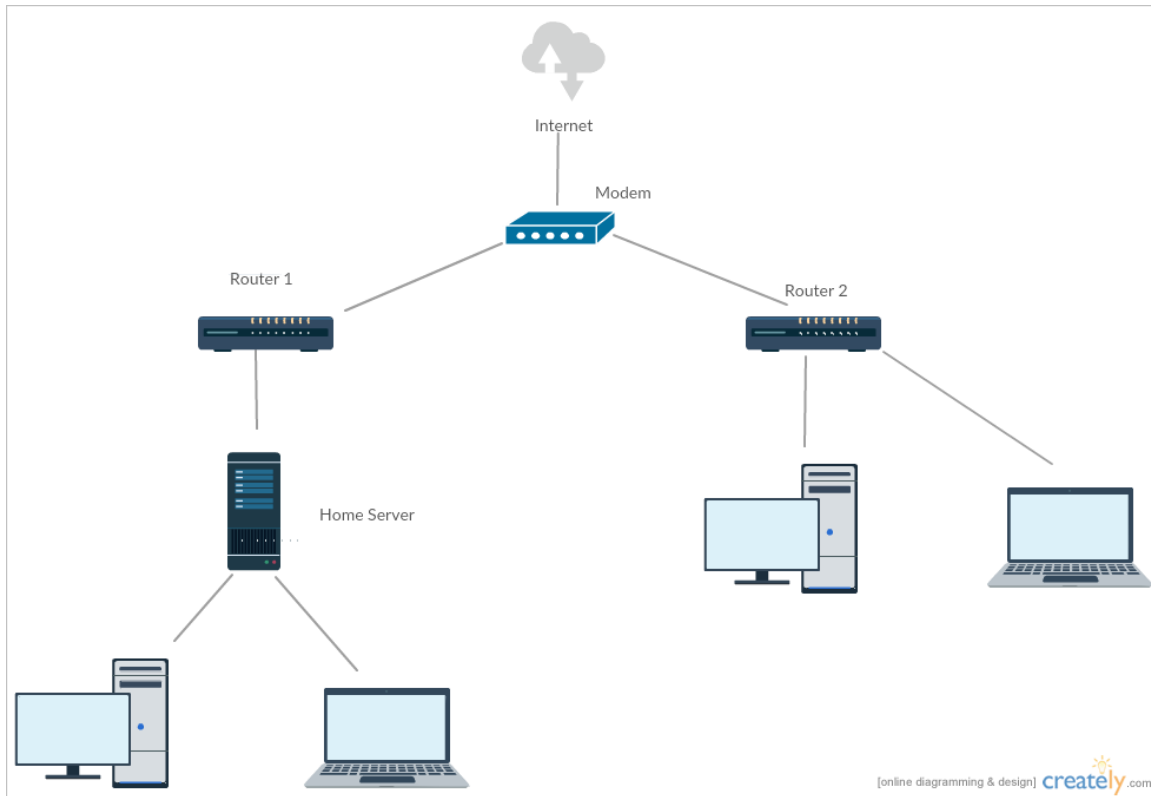 Internet
Modem
Router 1
Router 2
Home Server
[online diagramming & design] creately.com